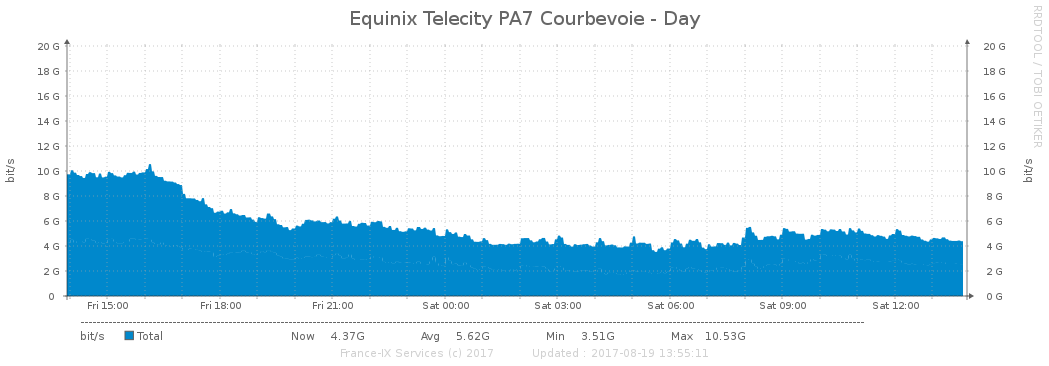 Equinix Telecity PA7 Courbevoie - Day
RRDTOOL / TOBI OETIKER
bit/s
bit/s
20 G 20 G
18 G 18 G
16 G 16 G
14 G 14 G
12 G 12 G
10 G 10 G
8 G 8 G
6 G 6 G
4 G 4 G
2 G 2 G
0 0 G
Fri 15:00 Fri 18:00 Fri 21:00 Sat 00:00 Sat 03:00 Sat 06:00 Sat 09:00 Sat 12:00
bit/s Total Now 4.37G Avg 5.62G Min 3.51G Max 10.53G
France-IX Services (c) 2017 Updated : 2017-08-19 13:55:11